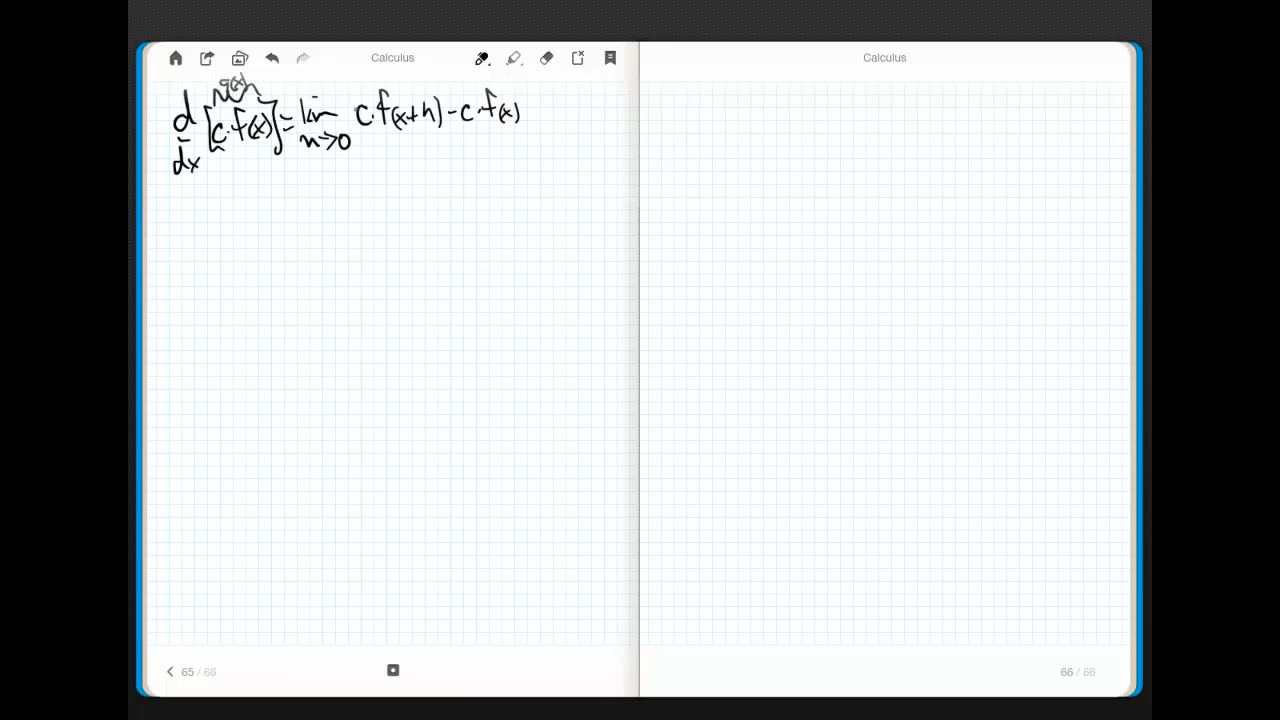 Calculus
Calculus
g(x)
d/dx [c·f(x)] = lim h→0 c·f(x+h) - c·f(x)
65 / 66
66 / 66